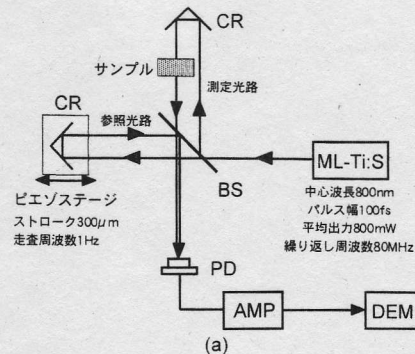 CR
サンプル
CR
参照光路
測定光路
ML-Ti:S
BS
中心波長800nm
パルス幅100fs
平均出力800mW
繰り返し周波数80MHz
ピエゾステージ
ストローク300μm
走査周波数1Hz
PD
AMP
DEM
(a)